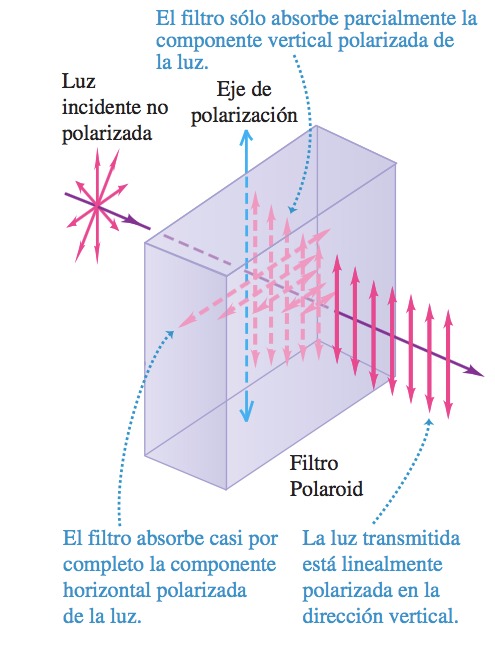 El filtro sólo absorbe parcialmente la
componente vertical polarizada de
la luz.
Luz
incidente no
polarizada
Eje de
polarización
Filtro
Polaroid
El filtro absorbe casi por
completo la componente
horizontal polarizada
de la luz.
La luz transmitida
está linealmente
polarizada en la
dirección vertical.